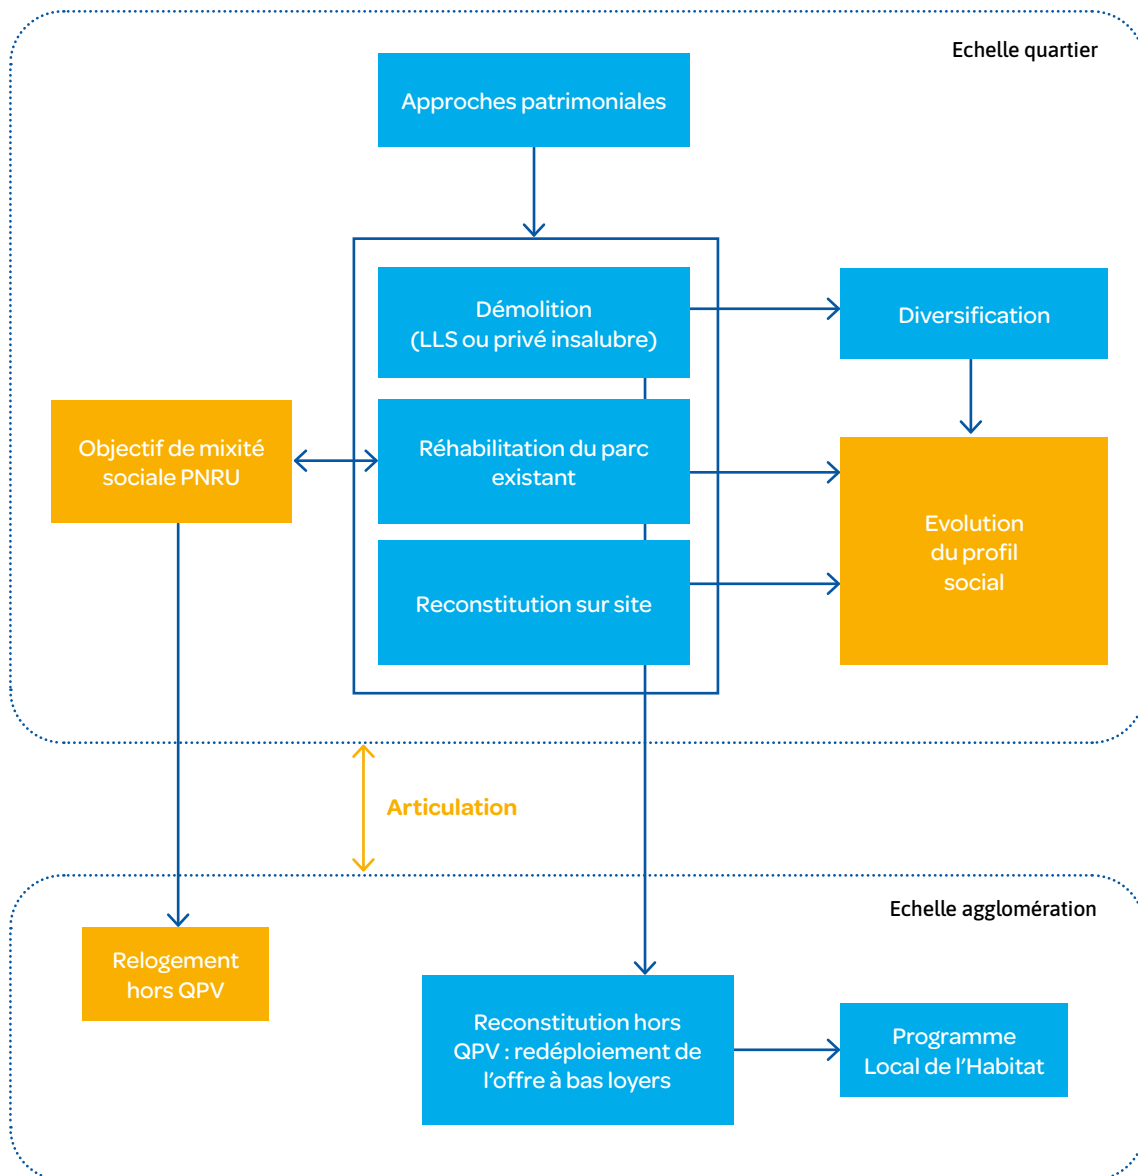 Echelle quartier
Approches patrimoniales
Démolition
(LLS ou privé insalubre)
Diversification
Objectif de mixité
sociale PNRU
Réhabilitation du parc
existant
Evolution
du profil
social
Reconstitution sur site
Articulation
Echelle agglomération
Relogement
hors QPV
Reconstitution hors
QPV : redéploiement de
l'offre à bas loyers
Programme
Local de l'Habitat